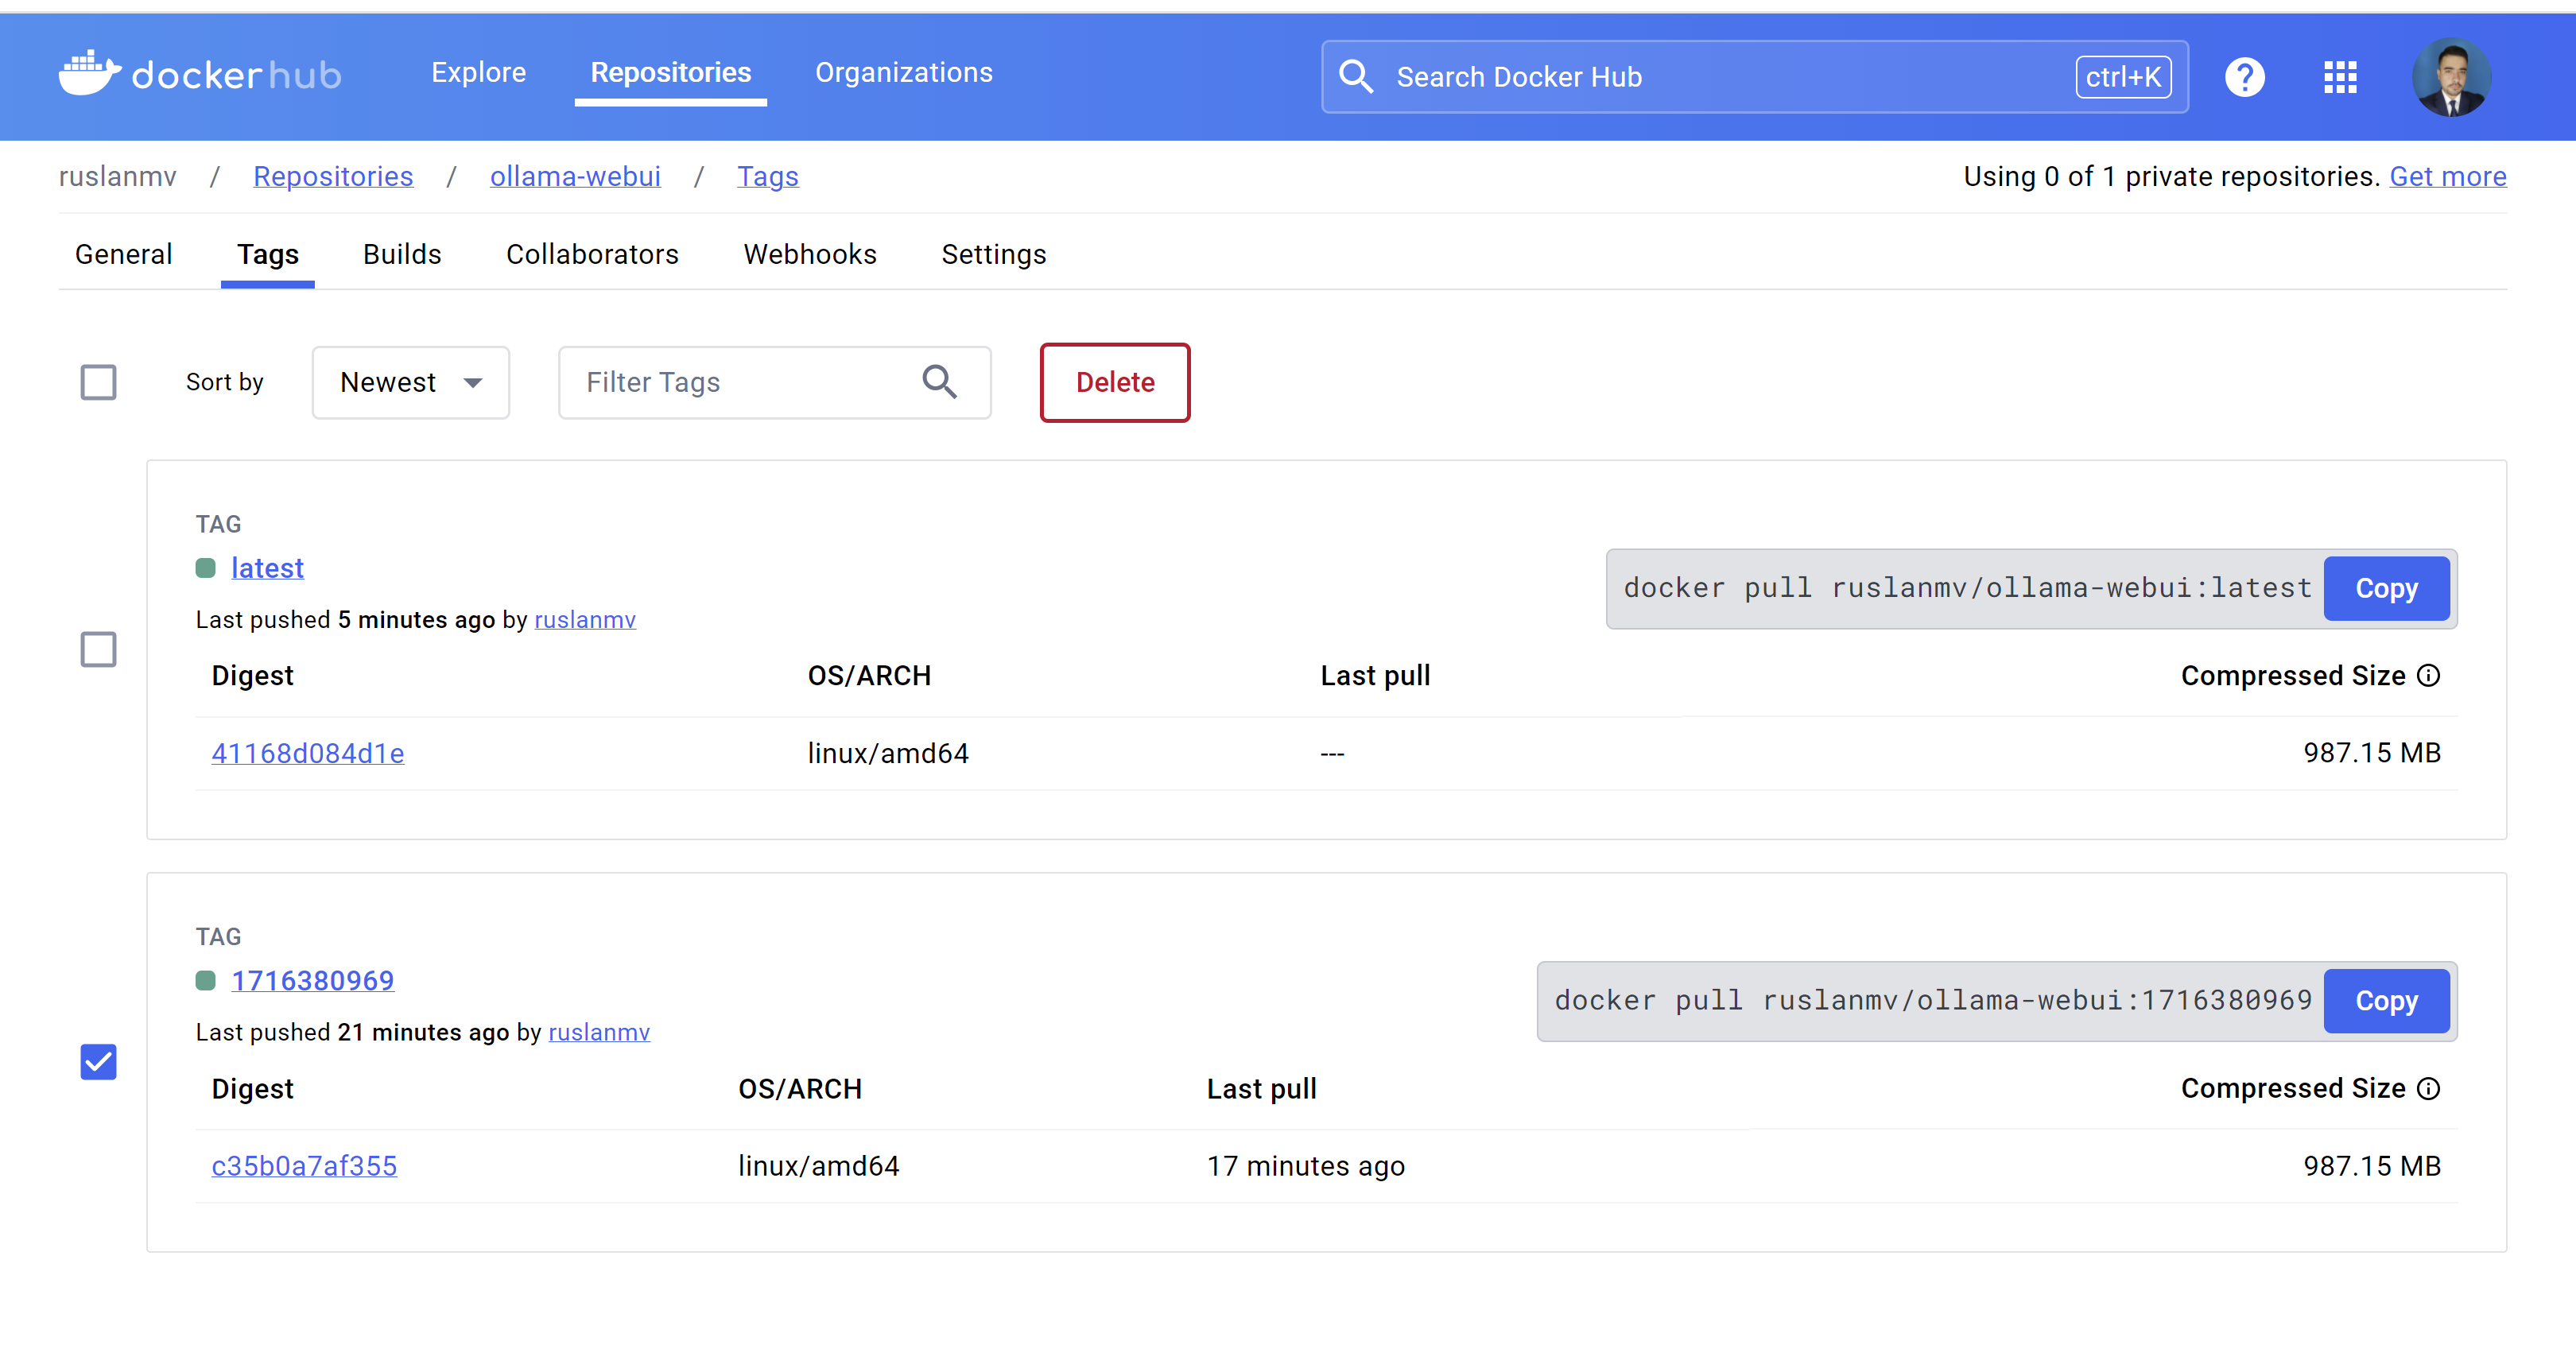 dockerhub Explore Repositories Organizations Search Docker Hub ctrl+K ?
ruslanmv / Repositories / ollama-webui / Tags Using 0 of 1 private repositories. Get more
General Tags Builds Collaborators Webhooks Settings
Sort by Newest Filter Tags Delete
TAG
latest
docker pull ruslanmv/ollama-webui:latest Copy
Last pushed 5 minutes ago by ruslanmv
Digest OS/ARCH Last pull Compressed Size
41168d084d1e linux/amd64 --- 987.15 MB
TAG
1716380969
docker pull ruslanmv/ollama-webui:1716380969 Copy
Last pushed 21 minutes ago by ruslanmv
Digest OS/ARCH Last pull Compressed Size
c35b0a7af355 linux/amd64 17 minutes ago 987.15 MB